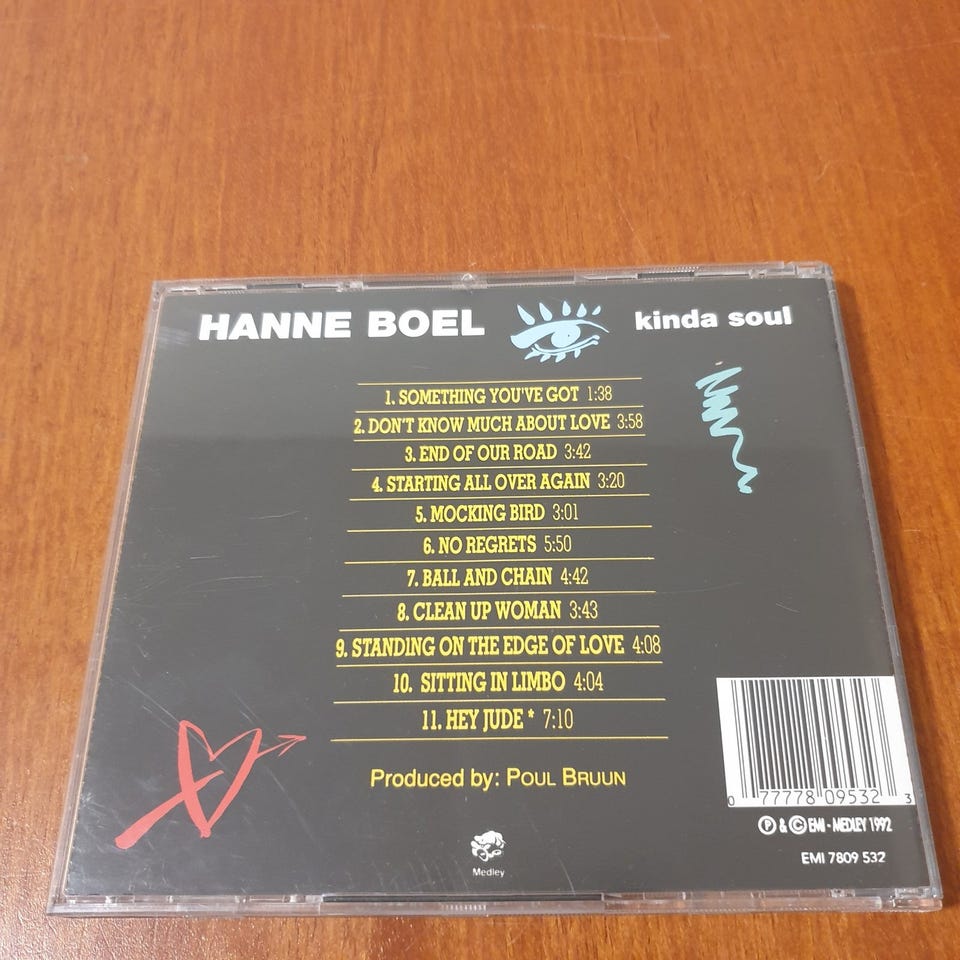 HANNE BOEL
kinda soul
1. SOMETHING YOU'VE GOT 1:38
2. DON'T KNOW MUCH ABOUT LOVE 3:58
3. END OF OUR ROAD 3:42
4. STARTING ALL OVER AGAIN 3:20
5. MOCKING BIRD 3:01
6. NO REGRETS 5:50
7. BALL AND CHAIN 4:42
8. CLEAN UP WOMAN 3:43
9. STANDING ON THE EDGE OF LOVE 4:08
10. SITTING IN LIMBO 4:04
11. HEY JUDE * 7:10
Produced by: POUL BRUUN
Medley
0 77778 09532 3
Ⓟ & © EMI - MEDLEY 1992
EMI 7809 532